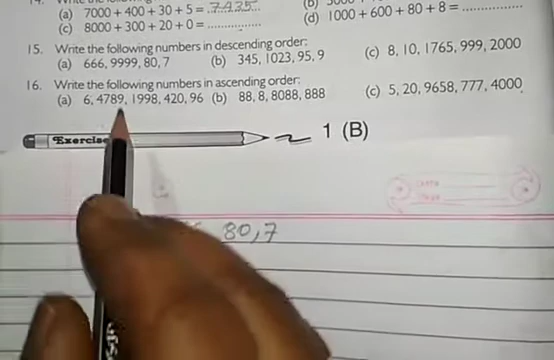 (a) 7000 + 400 + 30 + 5 = 7435
(c) 8000 + 300 + 20 + 0 = ..............
(d) 1000 + 600 + 80 + 8 = ..............
15. Write the following numbers in descending order:
(a) 666, 9999, 80, 7 (b) 345, 1023, 95, 9 (c) 8, 10, 1765, 999, 2000
16. Write the following numbers in ascending order:
(a) 6, 4789, 1998, 420, 96 (b) 88, 8, 8088, 888 (c) 5, 20, 9658, 777, 4000
Exercise 1 (B)
80,7